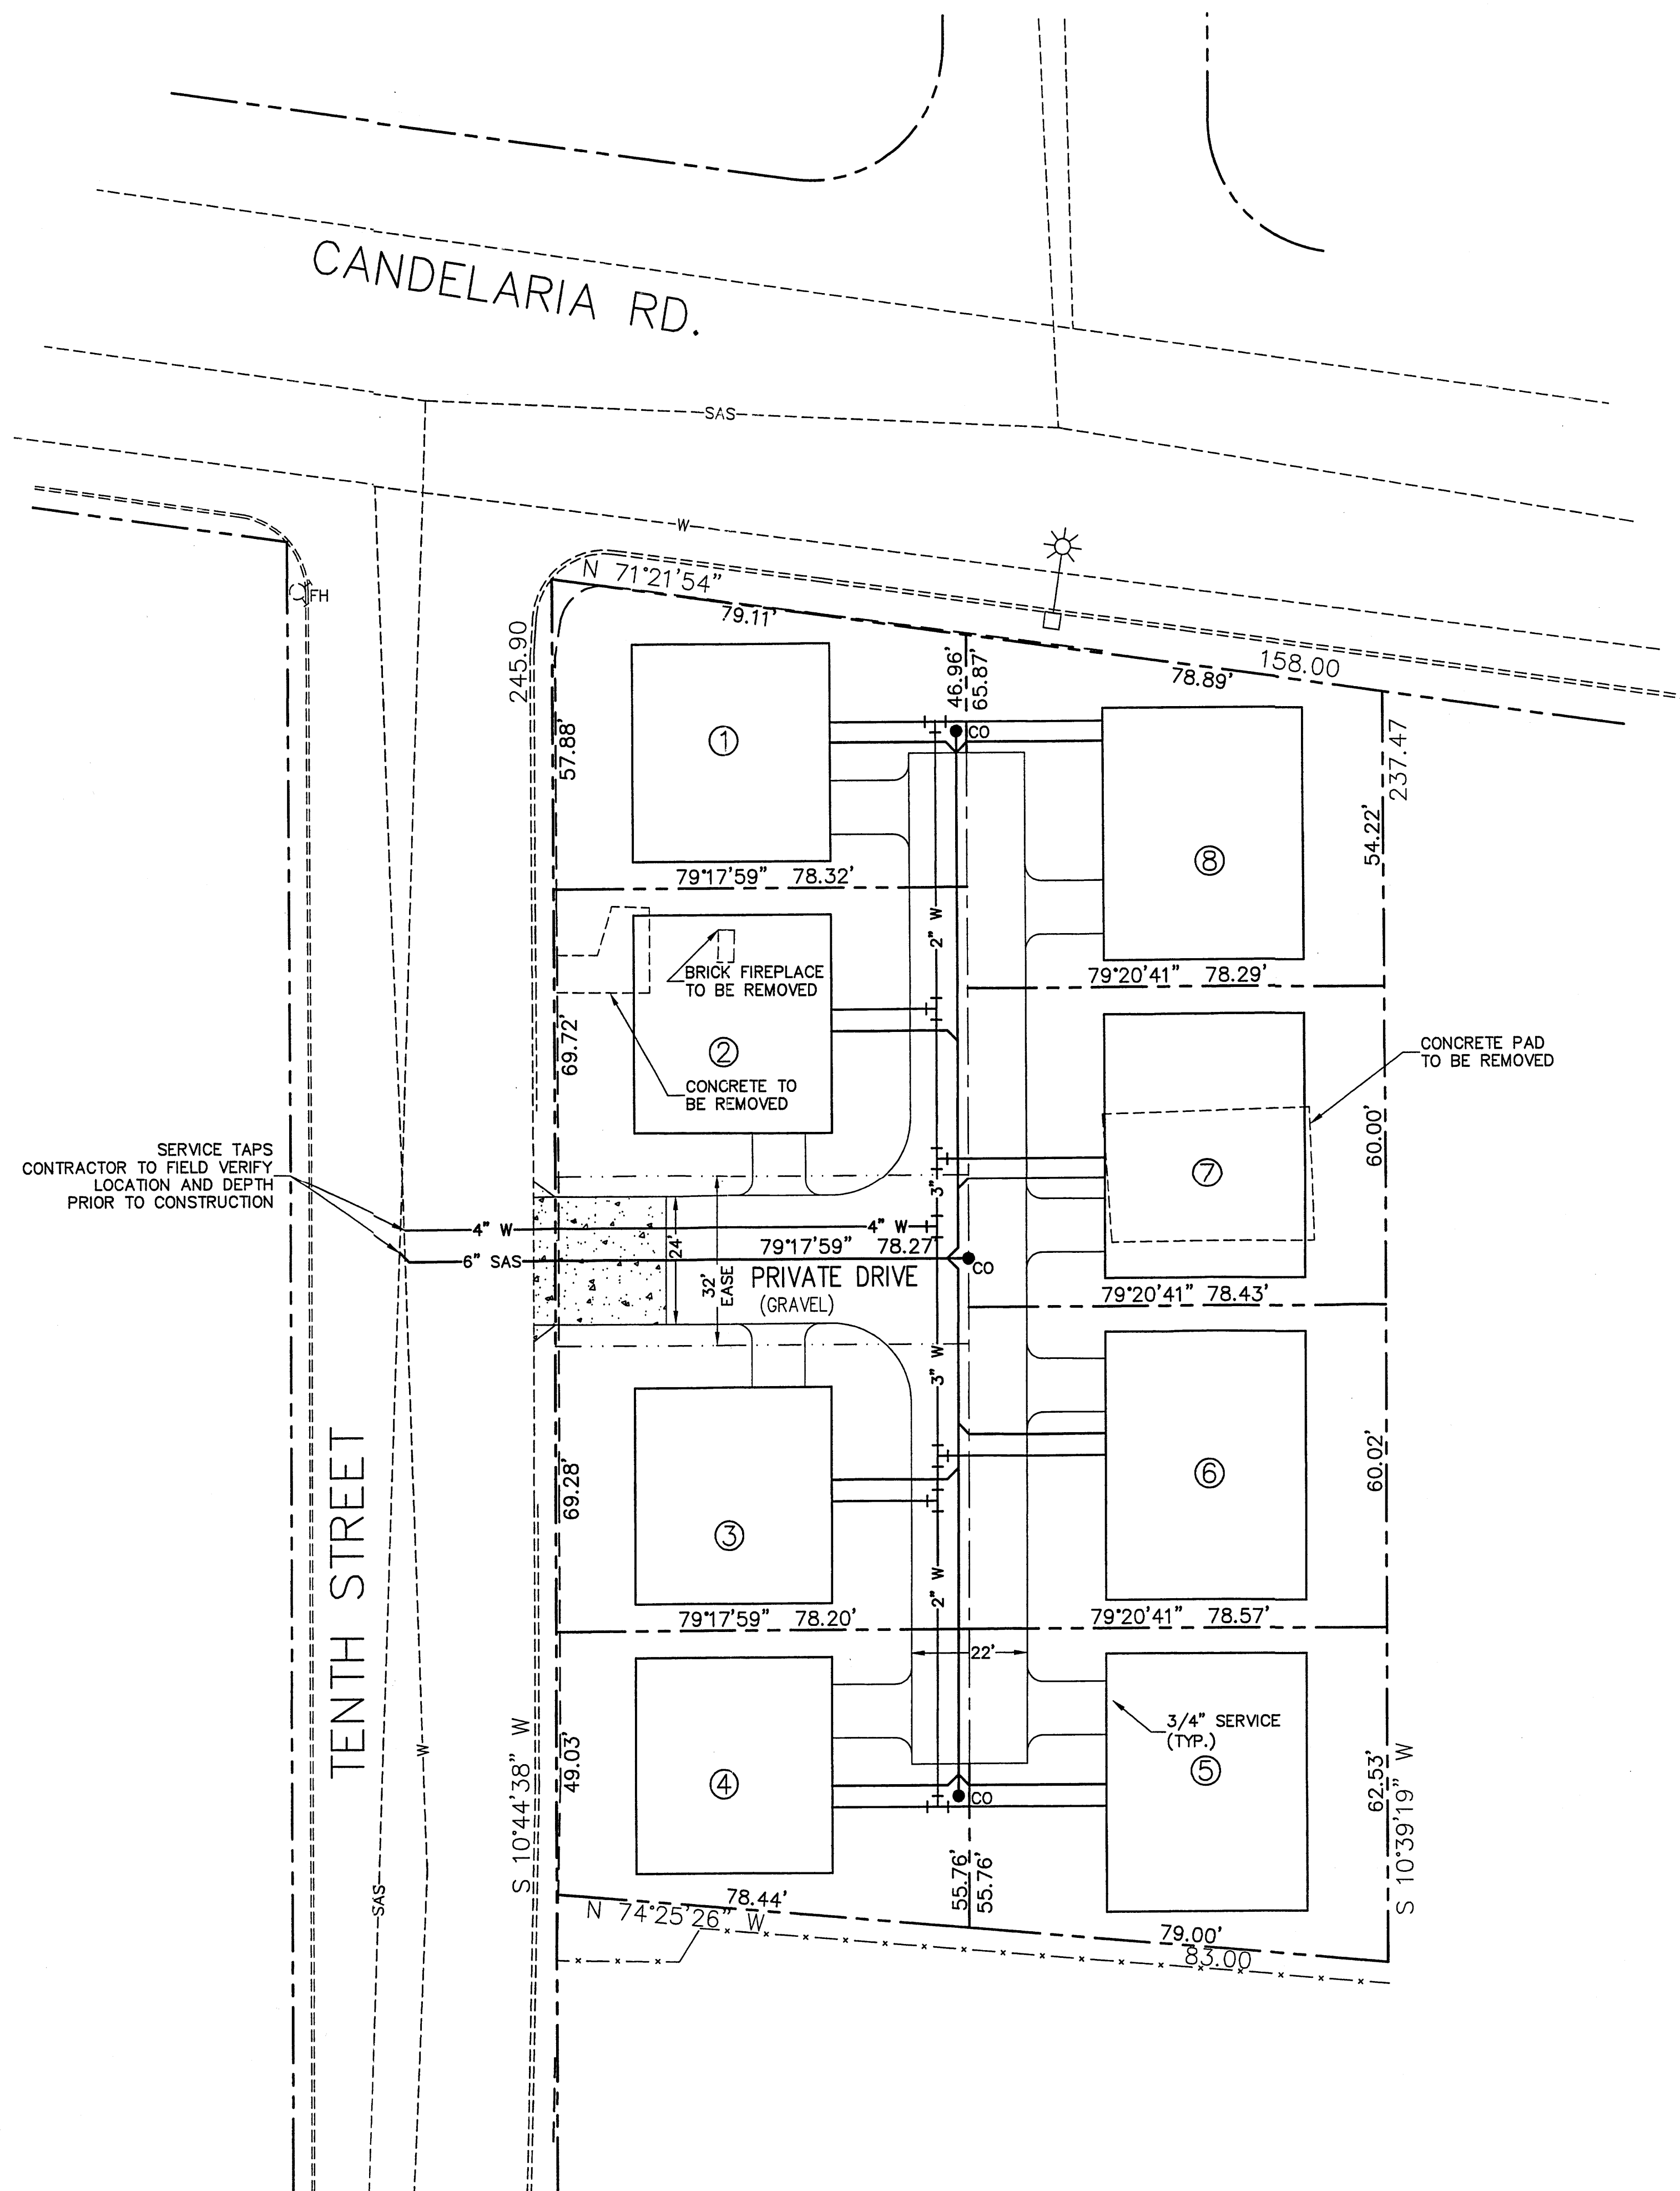 CANDELARIA RD.
SAS
W
FH
N 71°21'54"
79.11'
245.90
46.96'
65.87'
158.00
78.89'
237.47
57.88'
1
CO
54.22'
8
79°17'59" 78.32'
2" W
BRICK FIREPLACE
TO BE REMOVED
79°20'41" 78.29'
69.72'
2
CONCRETE TO
BE REMOVED
CONCRETE PAD
TO BE REMOVED
60.00'
7
SERVICE TAPS
CONTRACTOR TO FIELD VERIFY
LOCATION AND DEPTH
PRIOR TO CONSTRUCTION
3"
4" W
4" W
24'
79°17'59" 78.27'
6" SAS
CO
32'
EASE
PRIVATE DRIVE
(GRAVEL)
79°20'41" 78.43'
3" W
TENTH STREET
69.28'
3
6
60.02'
2" W
79°17'59" 78.20'
79°20'41" 78.57'
22'
3/4" SERVICE
(TYP.)
W
S 10°44'38" W
49.03'
4
5
62.53'
S 10°39'19" W
CO
SAS
55.76'
55.76'
78.44'
N 74°25'26" W
79.00'
83.00